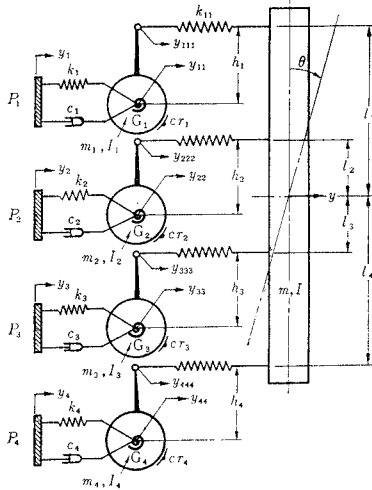 k₁₁
y₁
y₁₁₁
k₁
y₁₁
h₁
θ
P₁
c₁
G₁
cr₁
m₁, I₁
y₂
y₂₂₂
k₂
y₂₂
h₂
l₂
P₂
y
c₂
G₂
cr₂
l₃
m₂, I₂
y₃
y₃₃₃
l₄
k₃
y₃₃
h₃
m, I
P₃
c₃
G₃
cr₃
m₃, I₃
y₄
y₄₄₄
k₄
y₄₄
h₄
P₄
c₄
G₄
cr₄
m₄, I₄